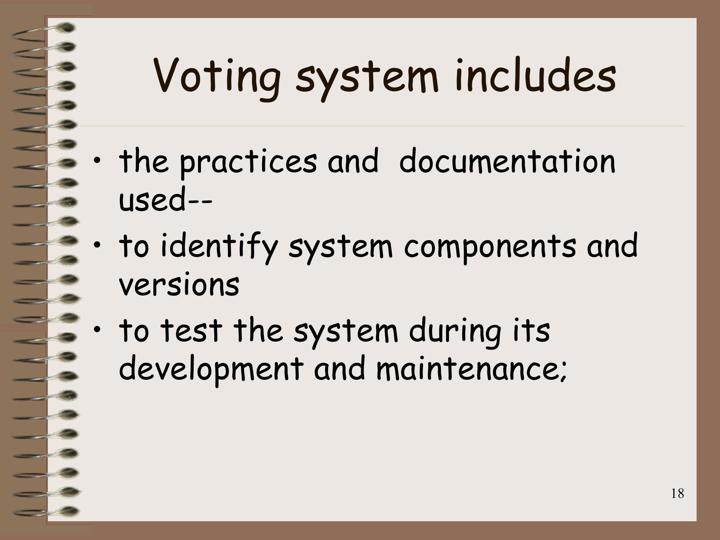 Voting system includes
• the practices and  documentation
used--
• to identify system components and
versions
• to test the system during its
development and maintenance;
18